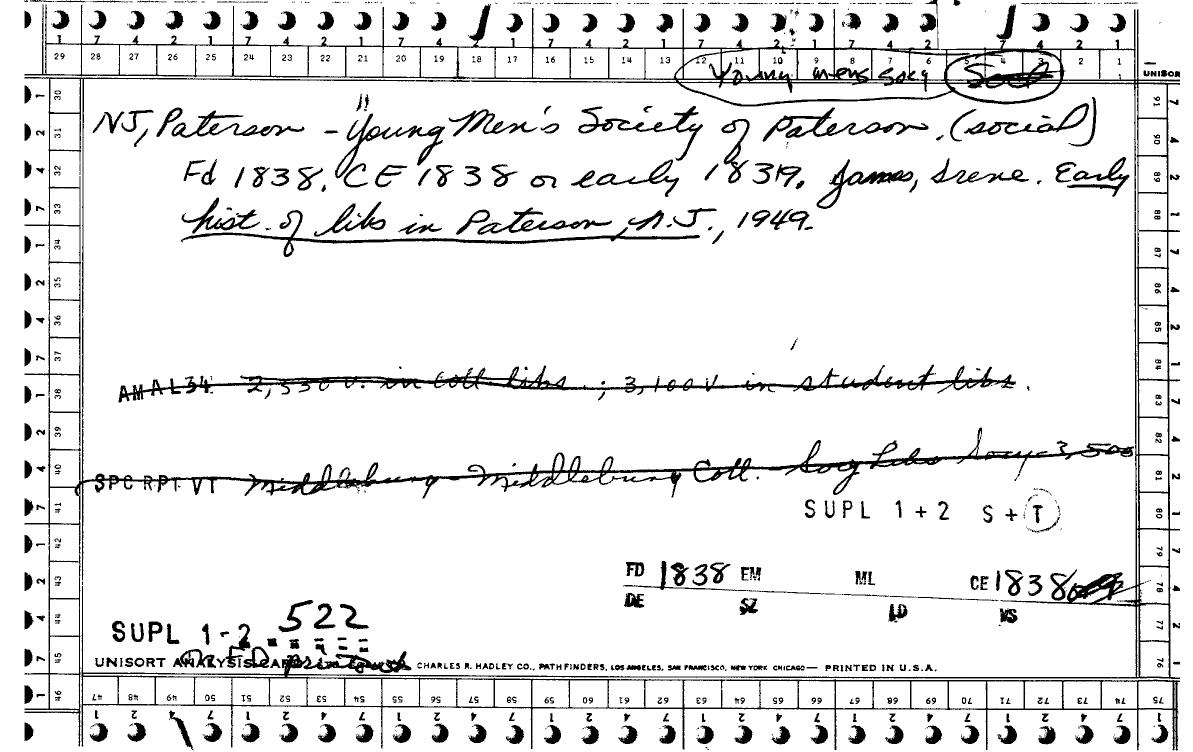 1 7 4 2 1 7 4 2 1 7 4 2 1 7 4 2 1 7 4 2 1 7 4 2 1
29 28 27 26 25 24 23 22 21 20 19 18 17 16 15 14 13 12 11 10 9 8 7 6 5 4 3 2 1
Young mens Socy Soct
UNISOR
NJ, Paterson - Young Men's Society of Paterson. (social)
Fd 1838. CE 1838 or early 1839. James, Irene. Early
hist. of libs in Paterson, N.J., 1949.
AM AL34 2,530 v. in coll libs.; 3,100 v in student libs.
SPC RPT VT Middlebury - Middlebury Coll. Socy 3,500
SUPL 1+2 S+T
FD 1838 EM ML CE 1838
DE SZ LD VS
522
SUPL 1-2
UNISORT ANALYSIS CARD CHARLES R. HADLEY CO., PATHFINDERS, LOS ANGELES, SAN FRANCISCO, NEW YORK CHICAGO — PRINTED IN U.S.A.
47 48 49 50 51 52 53 54 55 56 57 58 59 60 61 62 63 64 65 66 67 68 69 70 71 72 73 74 75
30 31 32 33 34 35 36 37 38 39 40 41 42 43 44 45 46
91 90 89 88 87 86 85 84 83 82 81 80 79 78 77 76